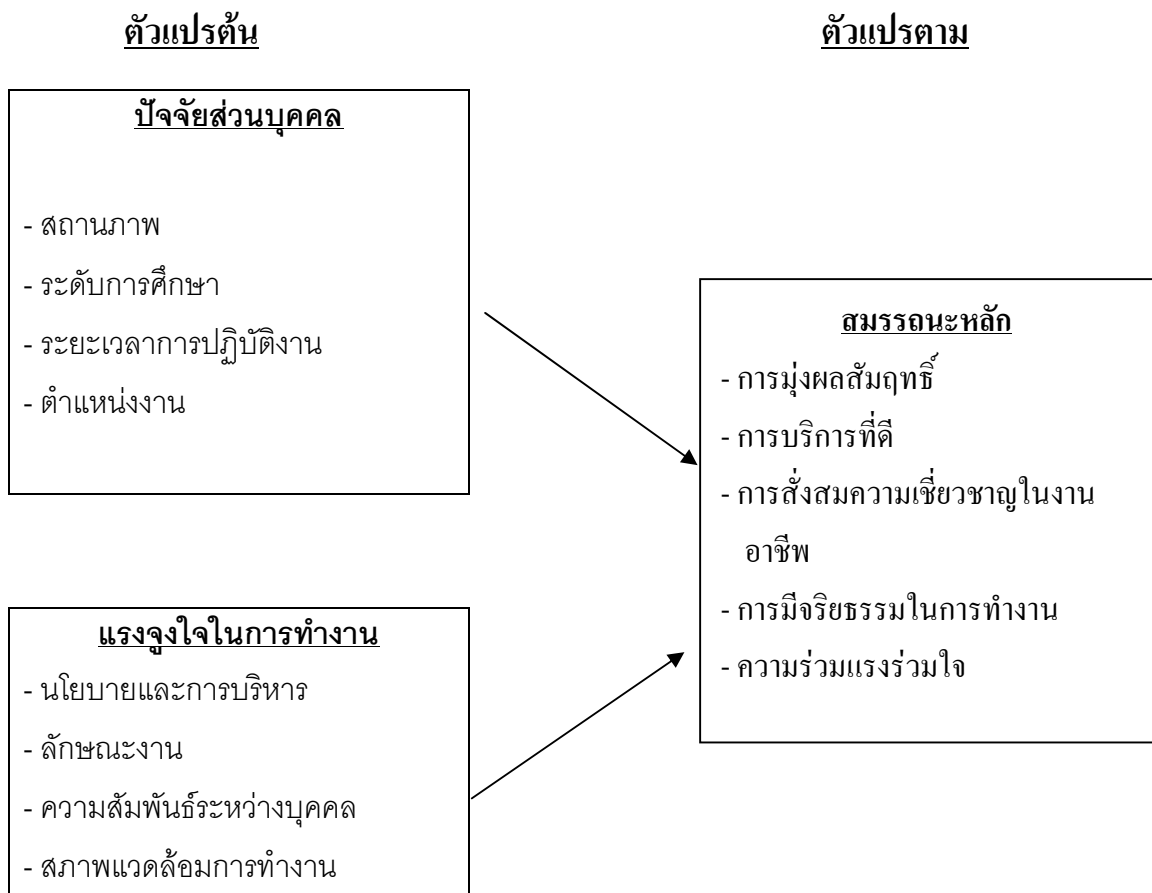 ตัวแปรต้น
ตัวแปรตาม
ปัจจัยส่วนบุคคล
- สถานภาพ
- ระดับการศึกษา
- ระยะเวลาการปฏิบัติงาน
- ตำแหน่งงาน
สมรรถนะหลัก
- การมุ่งผลสัมฤทธิ์
- การบริการที่ดี
- การสั่งสมความเชี่ยวชาญในงาน
อาชีพ
- การมีจริยธรรมในการทำงาน
- ความร่วมแรงร่วมใจ
แรงจูงใจในการทำงาน
- นโยบายและการบริหาร
- ลักษณะงาน
- ความสัมพันธ์ระหว่างบุคคล
- สภาพแวดล้อมการทำงาน